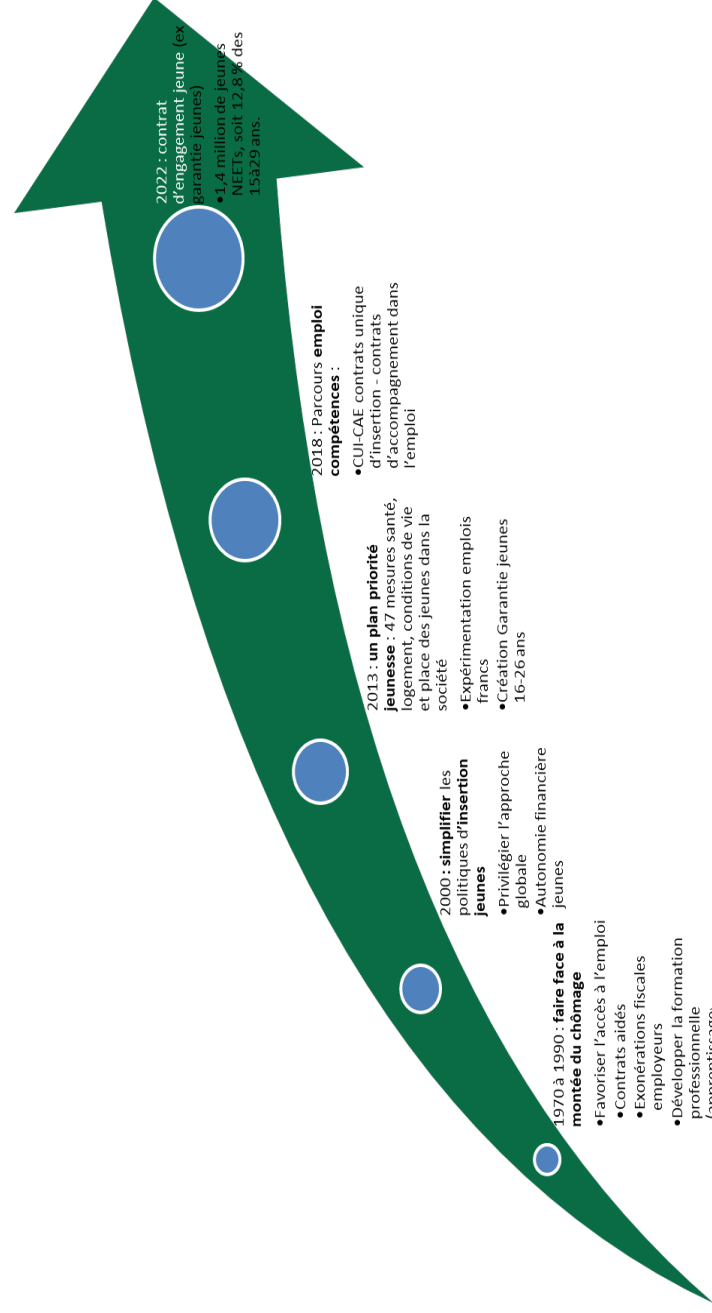 1970 à 1990 : faire face à la
montée du chômage
•Favoriser l'accès à l'emploi
•Contrats aidés
•Exonérations fiscales
employeurs
•Développer la formation
professionnelle
2000 : simplifier les
politiques d'insertion
jeunes
•Privilégier l'approche
globale
•Autonomie financière
jeunes
2013 : un plan priorité
jeunesse : 47 mesures santé,
logement, conditions de vie
et place des jeunes dans la
société
•Expérimentation emplois
francs
•Création Garantie jeunes
16-26 ans
2018 : Parcours emploi
compétences :
•CUI-CAE contrats unique
d'insertion - contrats
d'accompagnement dans
l'emploi
2022 : contrat
d'engagement jeune (ex
garantie jeunes)
•1,4 million de jeunes
NEETs, soit 12,8 % des
15à29 ans.